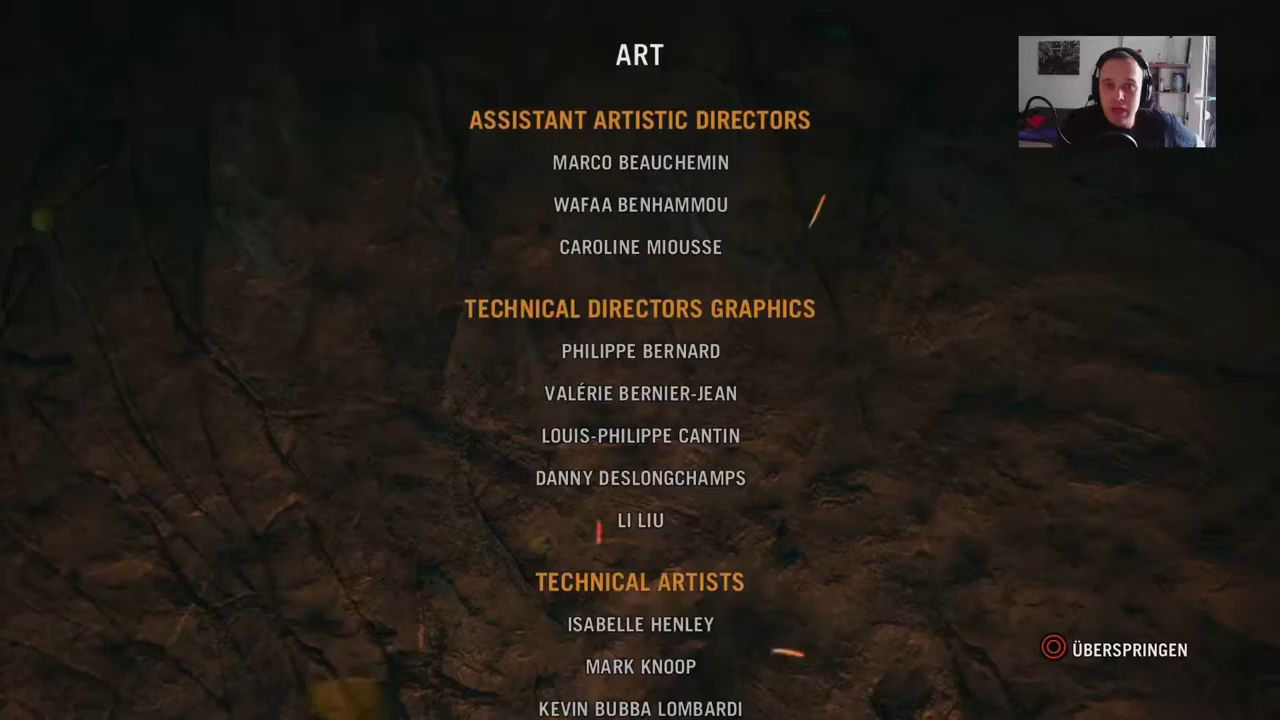 ART
ASSISTANT ARTISTIC DIRECTORS
MARCO BEAUCHEMIN
WAFAA BENHAMMOU
CAROLINE MIOUSSE
TECHNICAL DIRECTORS GRAPHICS
PHILIPPE BERNARD
VALÉRIE BERNIER-JEAN
LOUIS-PHILIPPE CANTIN
DANNY DESLONGCHAMPS
LI LIU
TECHNICAL ARTISTS
ISABELLE HENLEY
MARK KNOOP
KEVIN BUBBA LOMBARDI
ÜBERSPRINGEN